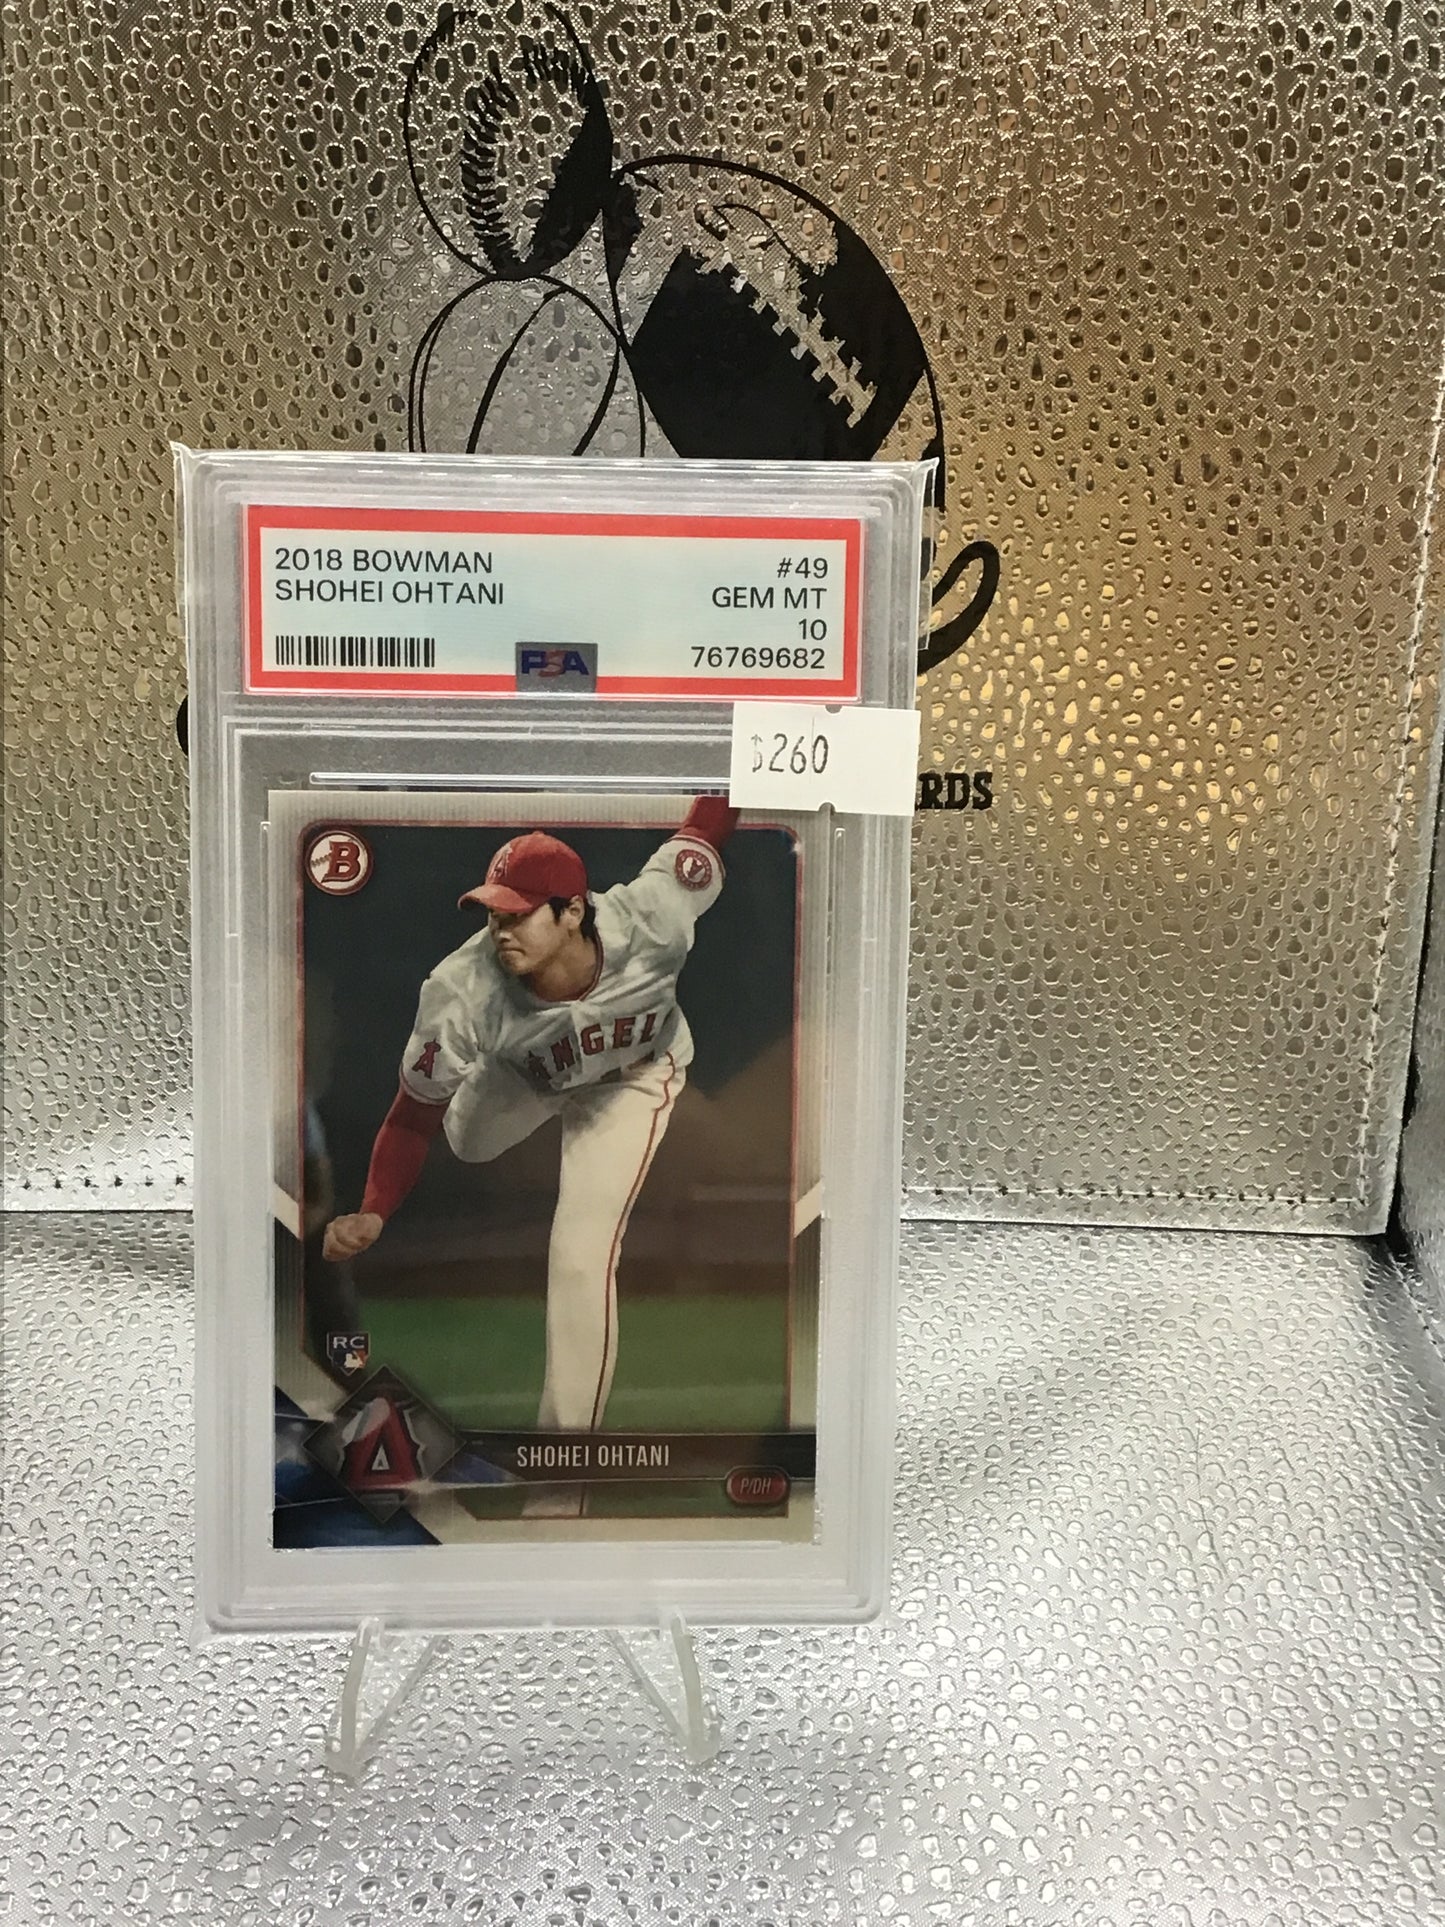 2018 BOWMAN #49
SHOHEI OHTANI GEM MT
10
PSA 76769682
$260
RDS
B
A
ANGEL
RC
A
SHOHEI OHTANI
P/DH